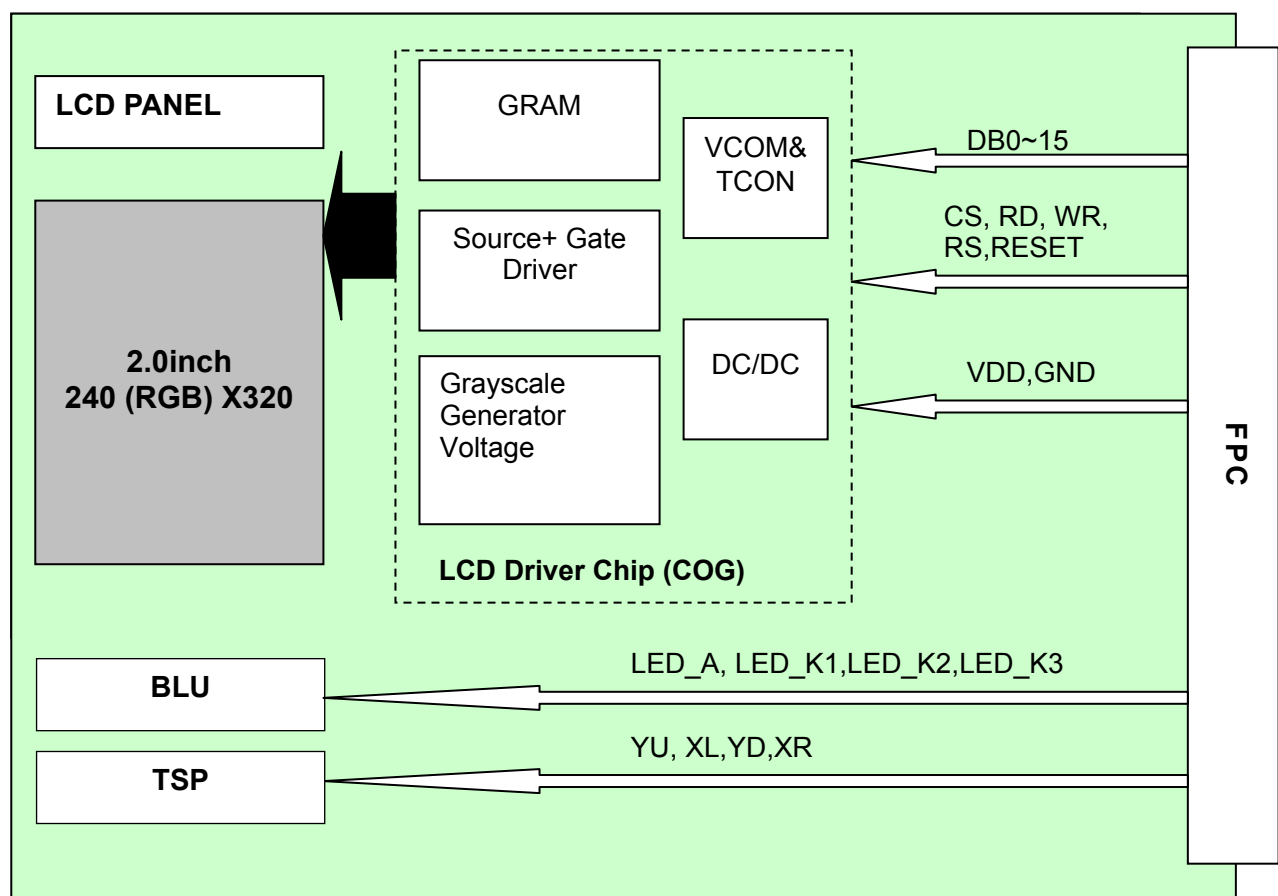 LCD PANEL
2.0inch
240 (RGB) X320
GRAM
VCOM&
TCON
Source+ Gate
Driver
DC/DC
Grayscale
Generator
Voltage
LCD Driver Chip (COG)
DB0~15
CS, RD, WR,
RS,RESET
VDD,GND
FPC
BLU
LED_A, LED_K1,LED_K2,LED_K3
TSP
YU, XL,YD,XR